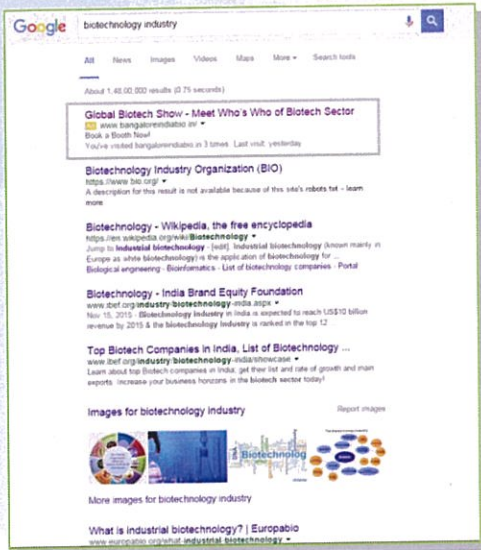 Google biotechnology industry
All News Images Videos Maps More Search tools
About 1,48,00,000 results (0.75 seconds)
Global Biotech Show - Meet Who's Who of Biotech Sector
Ad www.bangaloreindiabio.in/
Book a Booth Now!
You've visited bangaloreindiabio.in 3 times. Last visit: yesterday
Biotechnology Industry Organization (BIO)
https://www.bio.org/
A description for this result is not available because of this site's robots.txt - learn
more
Biotechnology - Wikipedia, the free encyclopedia
https://en.wikipedia.org/wiki/Biotechnology
Jump to Industrial biotechnology - [edit]. Industrial biotechnology (known mainly in
Europe as white biotechnology) is the application of biotechnology for ...
Biological engineering - Bioinformatics - List of biotechnology companies - Portal
Biotechnology - India Brand Equity Foundation
www.ibef.org/industry/biotechnology-india.aspx
Nov 15, 2015 - Biotechnology Industry in India is expected to reach US$10 billion
revenue by 2015 & the biotechnology Industry is ranked in the top 12
Top Biotech Companies in India, List of Biotechnology ...
www.ibef.org/industry/biotechnology-india/showcase
Learn about top Biotech companies in India, get their list and rate of growth and main
exports. Increase your business horizons in the biotech sector today!
Images for biotechnology industry Report images
Biotechnolog
More images for biotechnology industry
What is industrial biotechnology? | Europabio
www.europabio.org/what-industrial-biotechnology